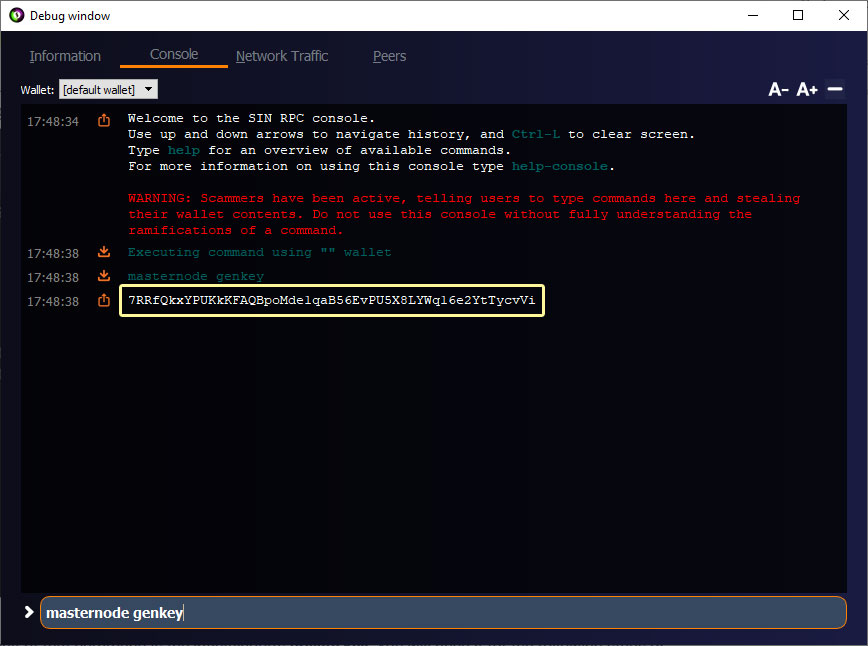 Debug window
Information Console Network Traffic Peers
Wallet: [default wallet] A- A+
17:48:34 Welcome to the SIN RPC console.
Use up and down arrows to navigate history, and Ctrl-L to clear screen.
Type help for an overview of available commands.
For more information on using this console type help-console.
WARNING: Scammers have been active, telling users to type commands here and stealing
their wallet contents. Do not use this console without fully understanding the
ramifications of a command.
17:48:38 Executing command using "" wallet
17:48:38 masternode genkey
17:48:38 7RRfQkxYPUKkKFAQBpoMde1qaB56EvPU5X8LYWq16e2YtTycvVi
masternode genkey